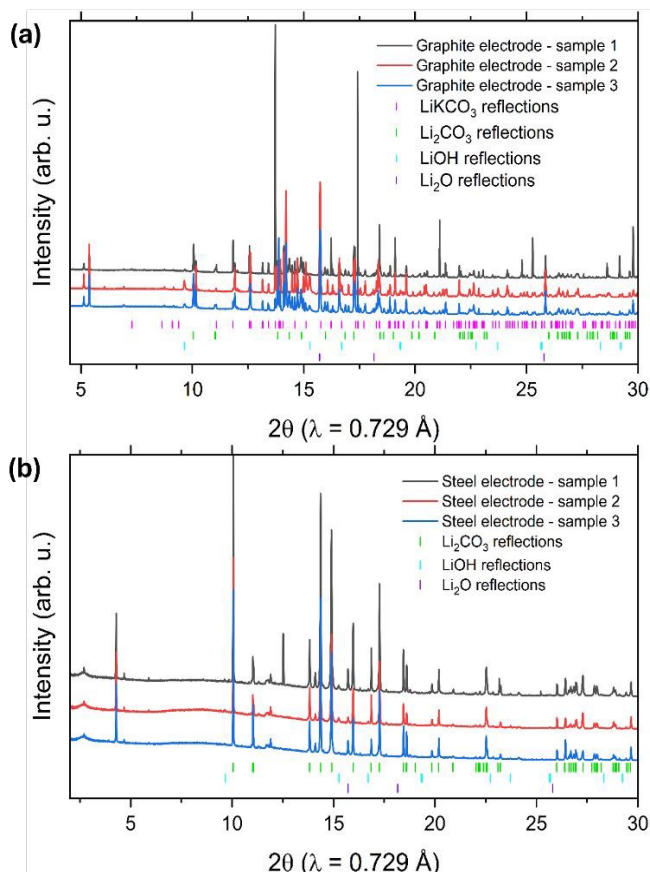 (a)
Intensity (arb. u.)
Graphite electrode - sample 1
Graphite electrode - sample 2
Graphite electrode - sample 3
LiKCO₃ reflections
Li₂CO₃ reflections
LiOH reflections
Li₂O reflections
5 10 15 20 25 30
2θ (λ = 0.729 Å)
(b)
Intensity (arb. u.)
Steel electrode - sample 1
Steel electrode - sample 2
Steel electrode - sample 3
Li₂CO₃ reflections
LiOH reflections
Li₂O reflections
5 10 15 20 25 30
2θ (λ = 0.729 Å)